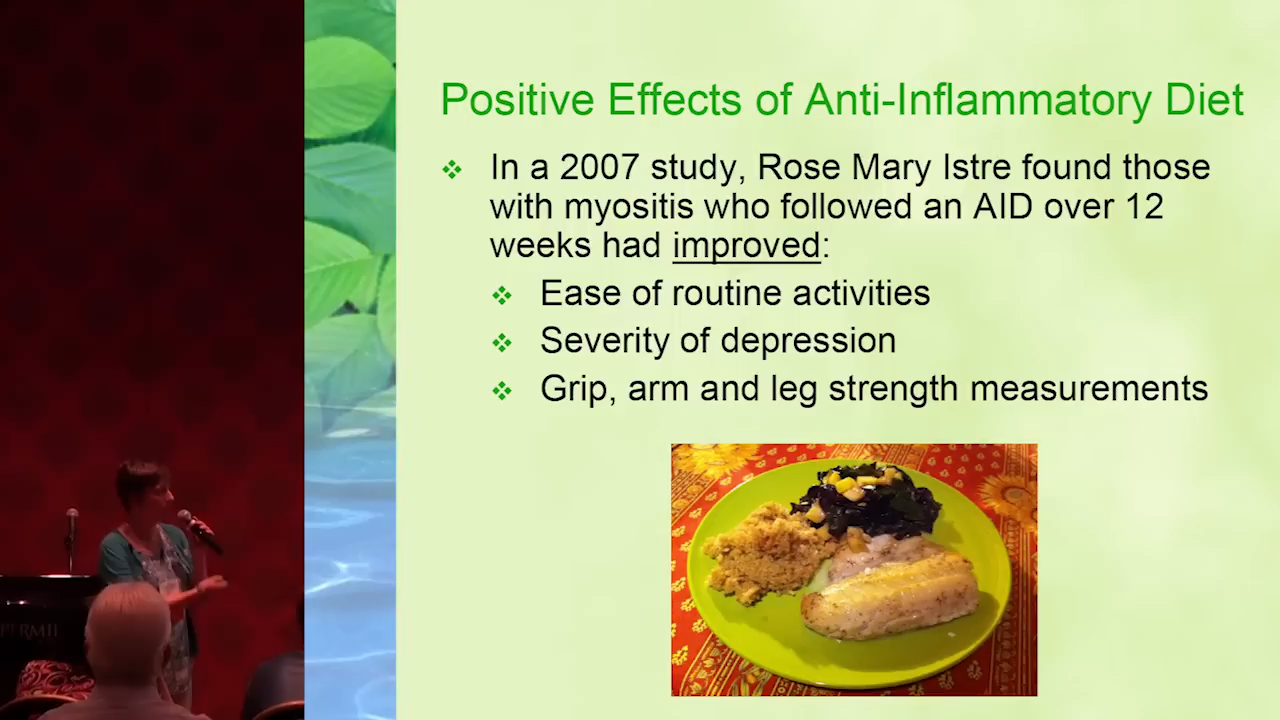 Positive Effects of Anti-Inflammatory Diet
In a 2007 study, Rose Mary Istre found those
with myositis who followed an AID over 12
weeks had improved:
Ease of routine activities
Severity of depression
Grip, arm and leg strength measurements